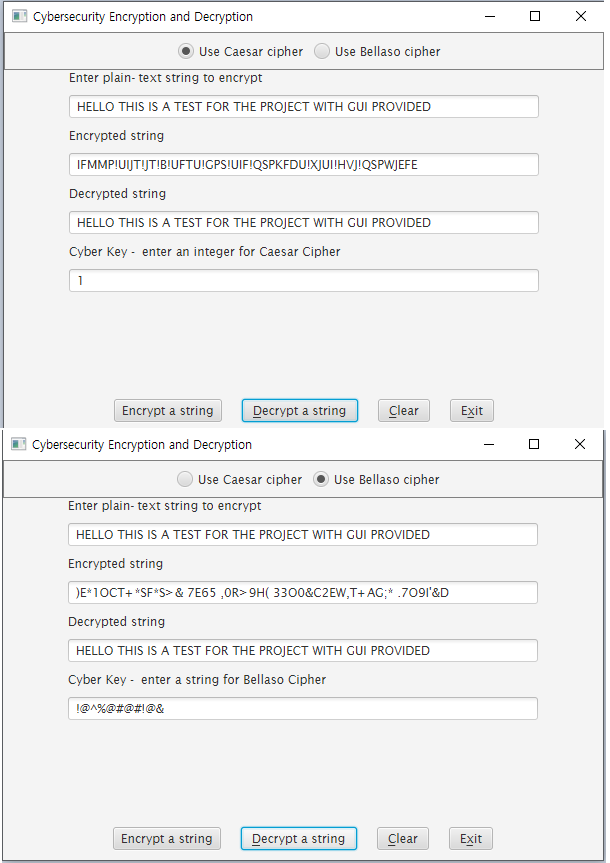 Cybersecurity Encryption and Decryption
Use Caesar cipher Use Bellaso cipher
Enter plain- text string to encrypt
HELLO THIS IS A TEST FOR THE PROJECT WITH GUI PROVIDED
Encrypted string
IFMMP!UIJT!JT!B!UFTU!GPS!UIF!QSPKFDU!XJUI!HVJ!QSPWJEFE
Decrypted string
HELLO THIS IS A TEST FOR THE PROJECT WITH GUI PROVIDED
Cyber Key - enter an integer for Caesar Cipher
1
Encrypt a string Decrypt a string Clear Exit
Cybersecurity Encryption and Decryption
Use Caesar cipher Use Bellaso cipher
Enter plain- text string to encrypt
HELLO THIS IS A TEST FOR THE PROJECT WITH GUI PROVIDED
Encrypted string
)E*1OCT+ *SF*S> & 7E65 ,0R> 9H( 33O0&C2EW,T+ AG;* .7O9I'&D
Decrypted string
HELLO THIS IS A TEST FOR THE PROJECT WITH GUI PROVIDED
Cyber Key - enter a string for Bellaso Cipher
!@^%@#@#!@&
Encrypt a string Decrypt a string Clear Exit